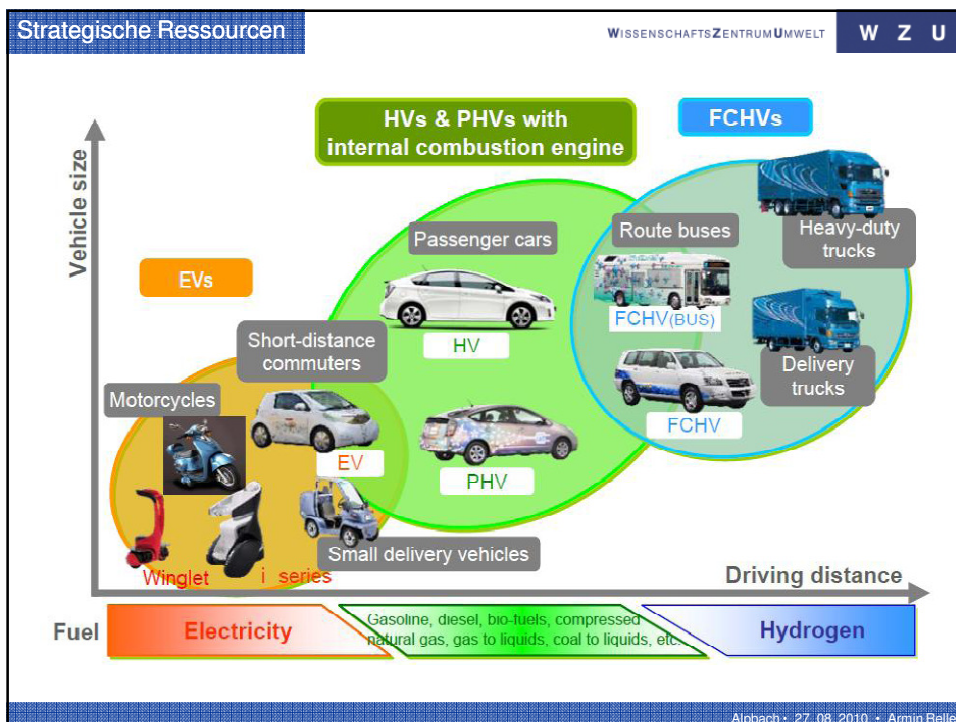 Strategische Ressourcen
WISSENSCHAFTSZENTRUMUMWELT
W Z U
HVs & PHVs with
internal combustion engine
FCHVs
Vehicle size
EVs
Passenger cars
Route buses
Heavy-duty
trucks
HV
FCHV(BUS)
Short-distance
commuters
Delivery
trucks
Motorcycles
EV
PHV
FCHV
Small delivery vehicles
Winglet
i series
Driving distance
Fuel
Electricity
Gasoline, diesel, bio-fuels, compressed
natural gas, gas to liquids, coal to liquids, etc.
Hydrogen
Alpbach • 27. 08. 2010 • Armin Relle